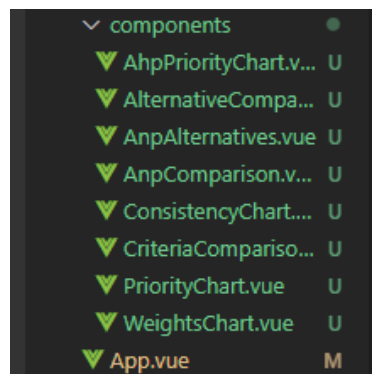 components
AhpPriorityChart.v... U
AlternativeCompa... U
AnpAlternatives.vue U
AnpComparison.v... U
ConsistencyChart.... U
CriteriaCompariso... U
PriorityChart.vue U
WeightsChart.vue U
App.vue M